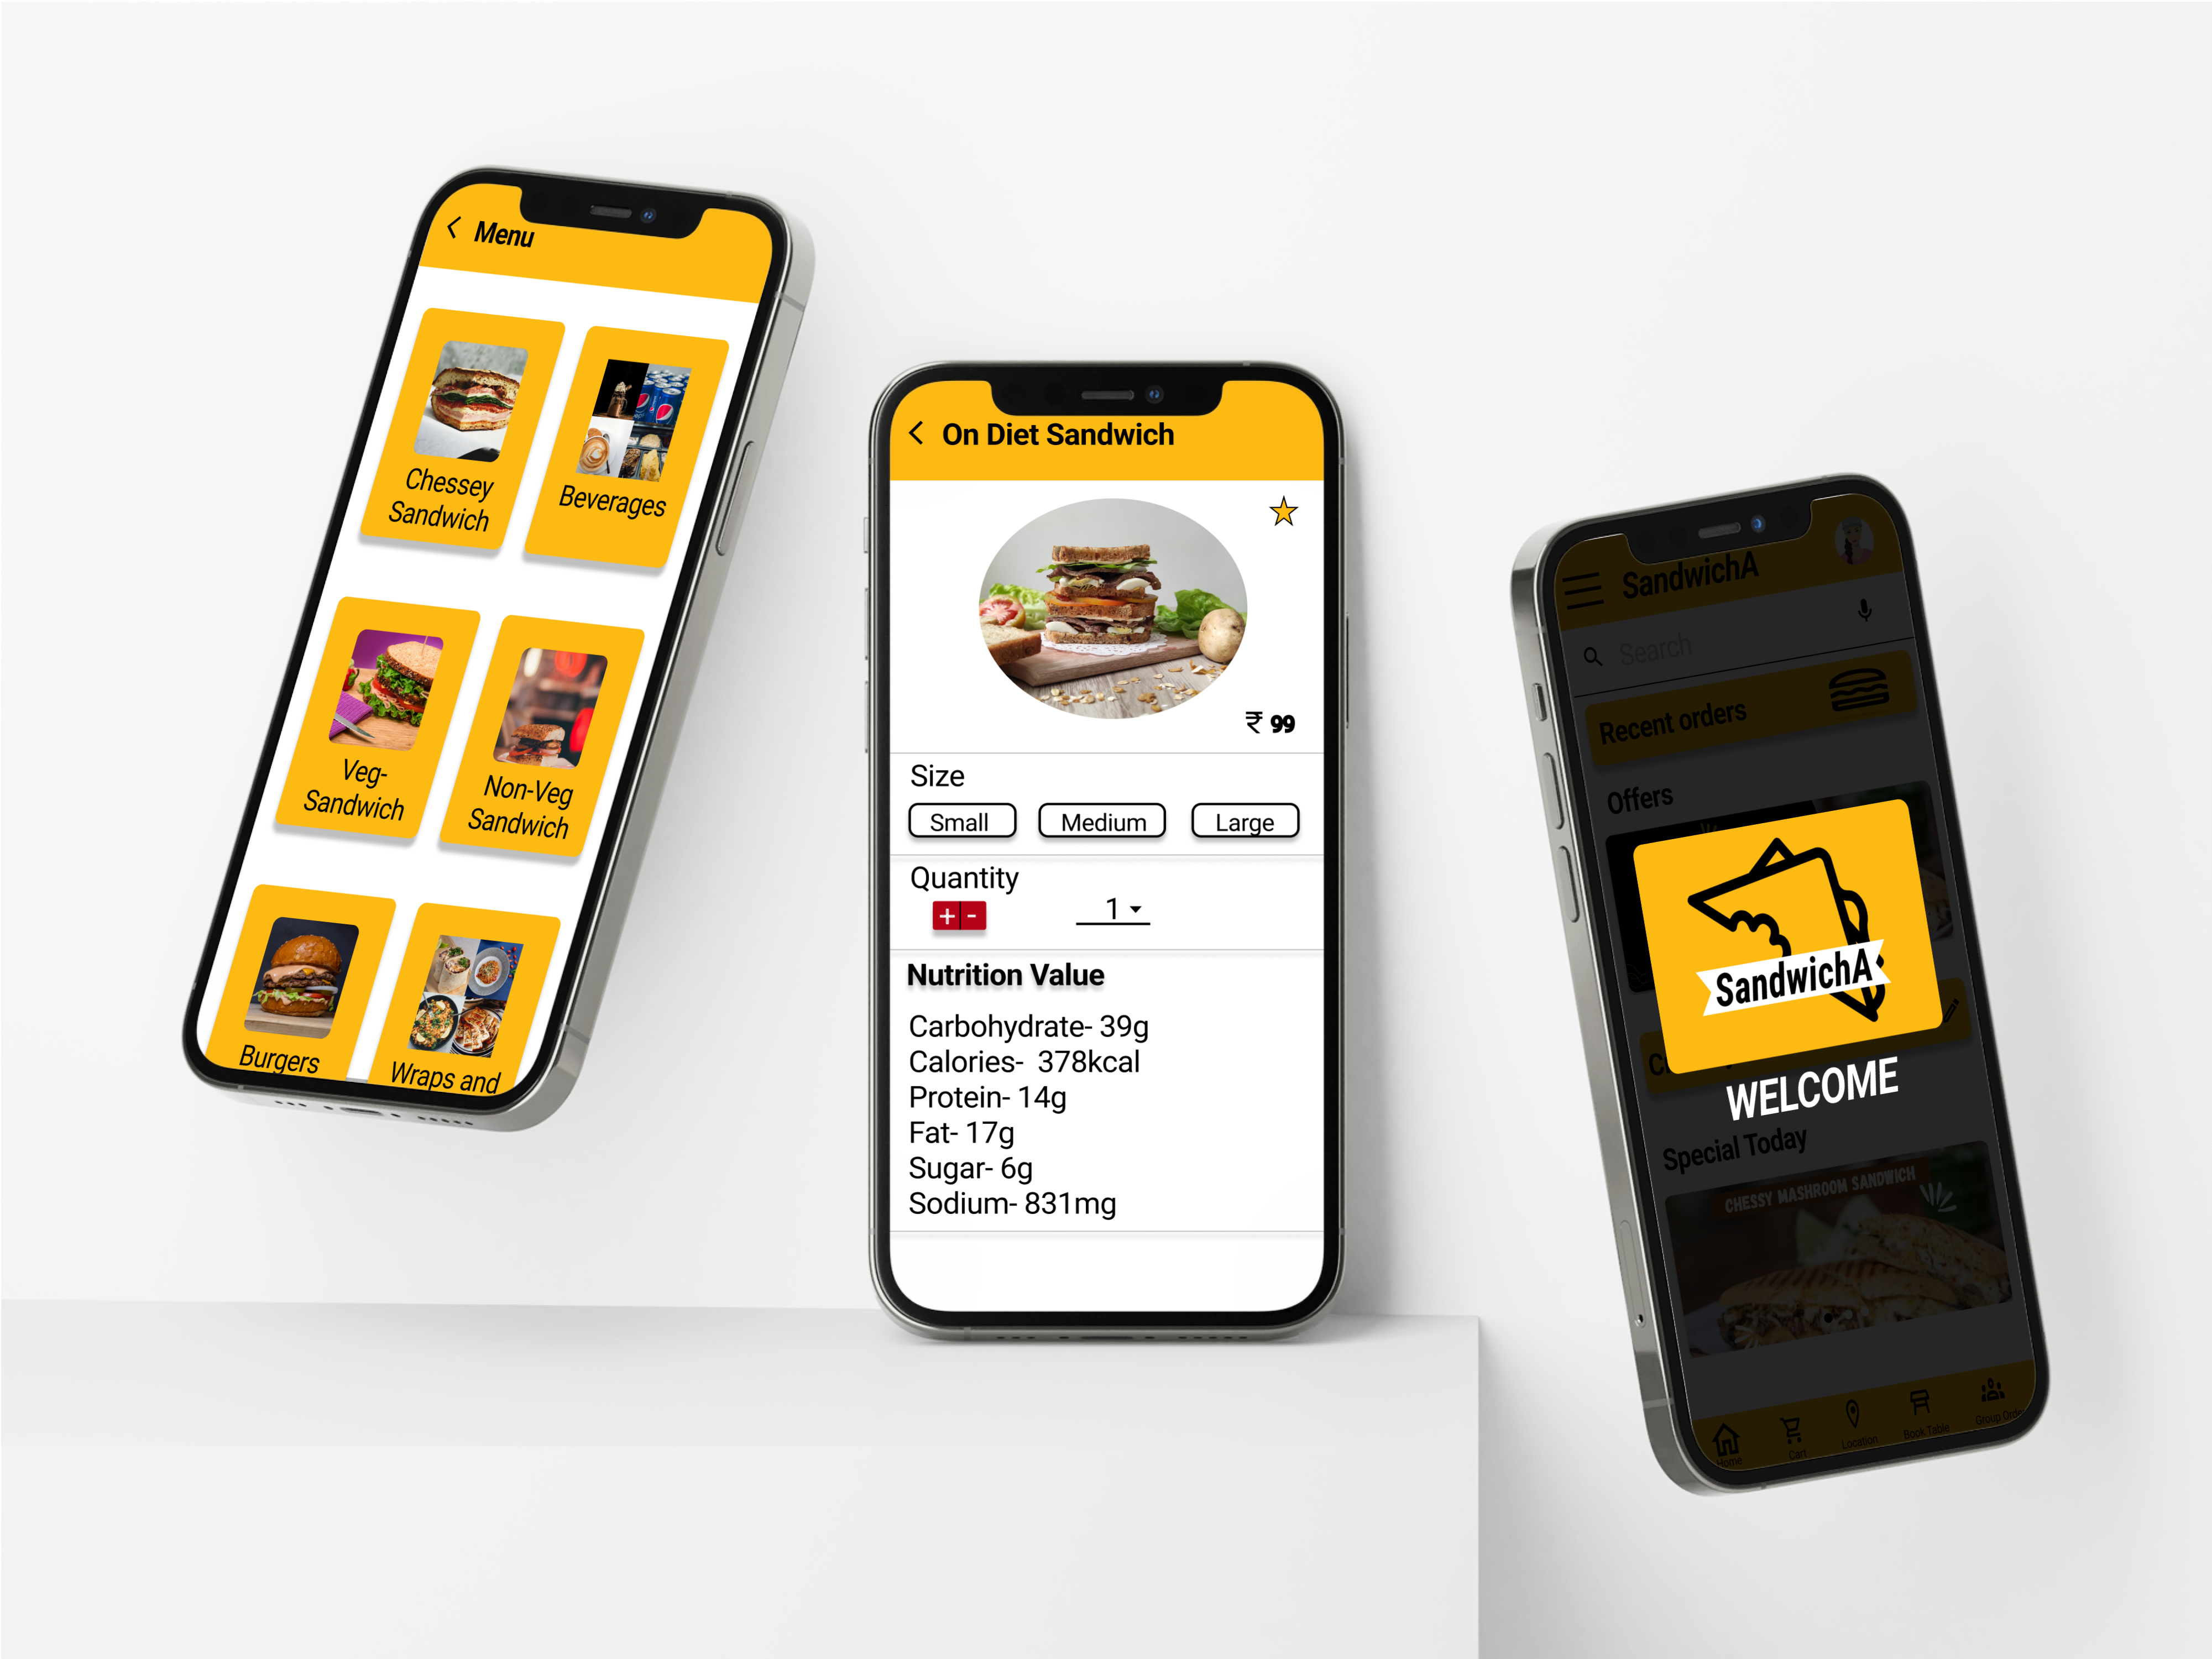 Menu
Chessey
Sandwich
Beverages
Veg-
Sandwich
Non-Veg
Sandwich
Burgers
Wraps and
On Diet Sandwich
₹ 99
Size
Small
Medium
Large
Quantity
+ -
1
Nutrition Value
Carbohydrate- 39g
Calories- 378kcal
Protein- 14g
Fat- 17g
Sugar- 6g
Sodium- 831mg
SandwichA
Search
Recent orders
Offers
SandwichA
WELCOME
Special Today
CHESSY MASHROOM SANDWICH
Home
Cart
Location
Book Table
Group Order